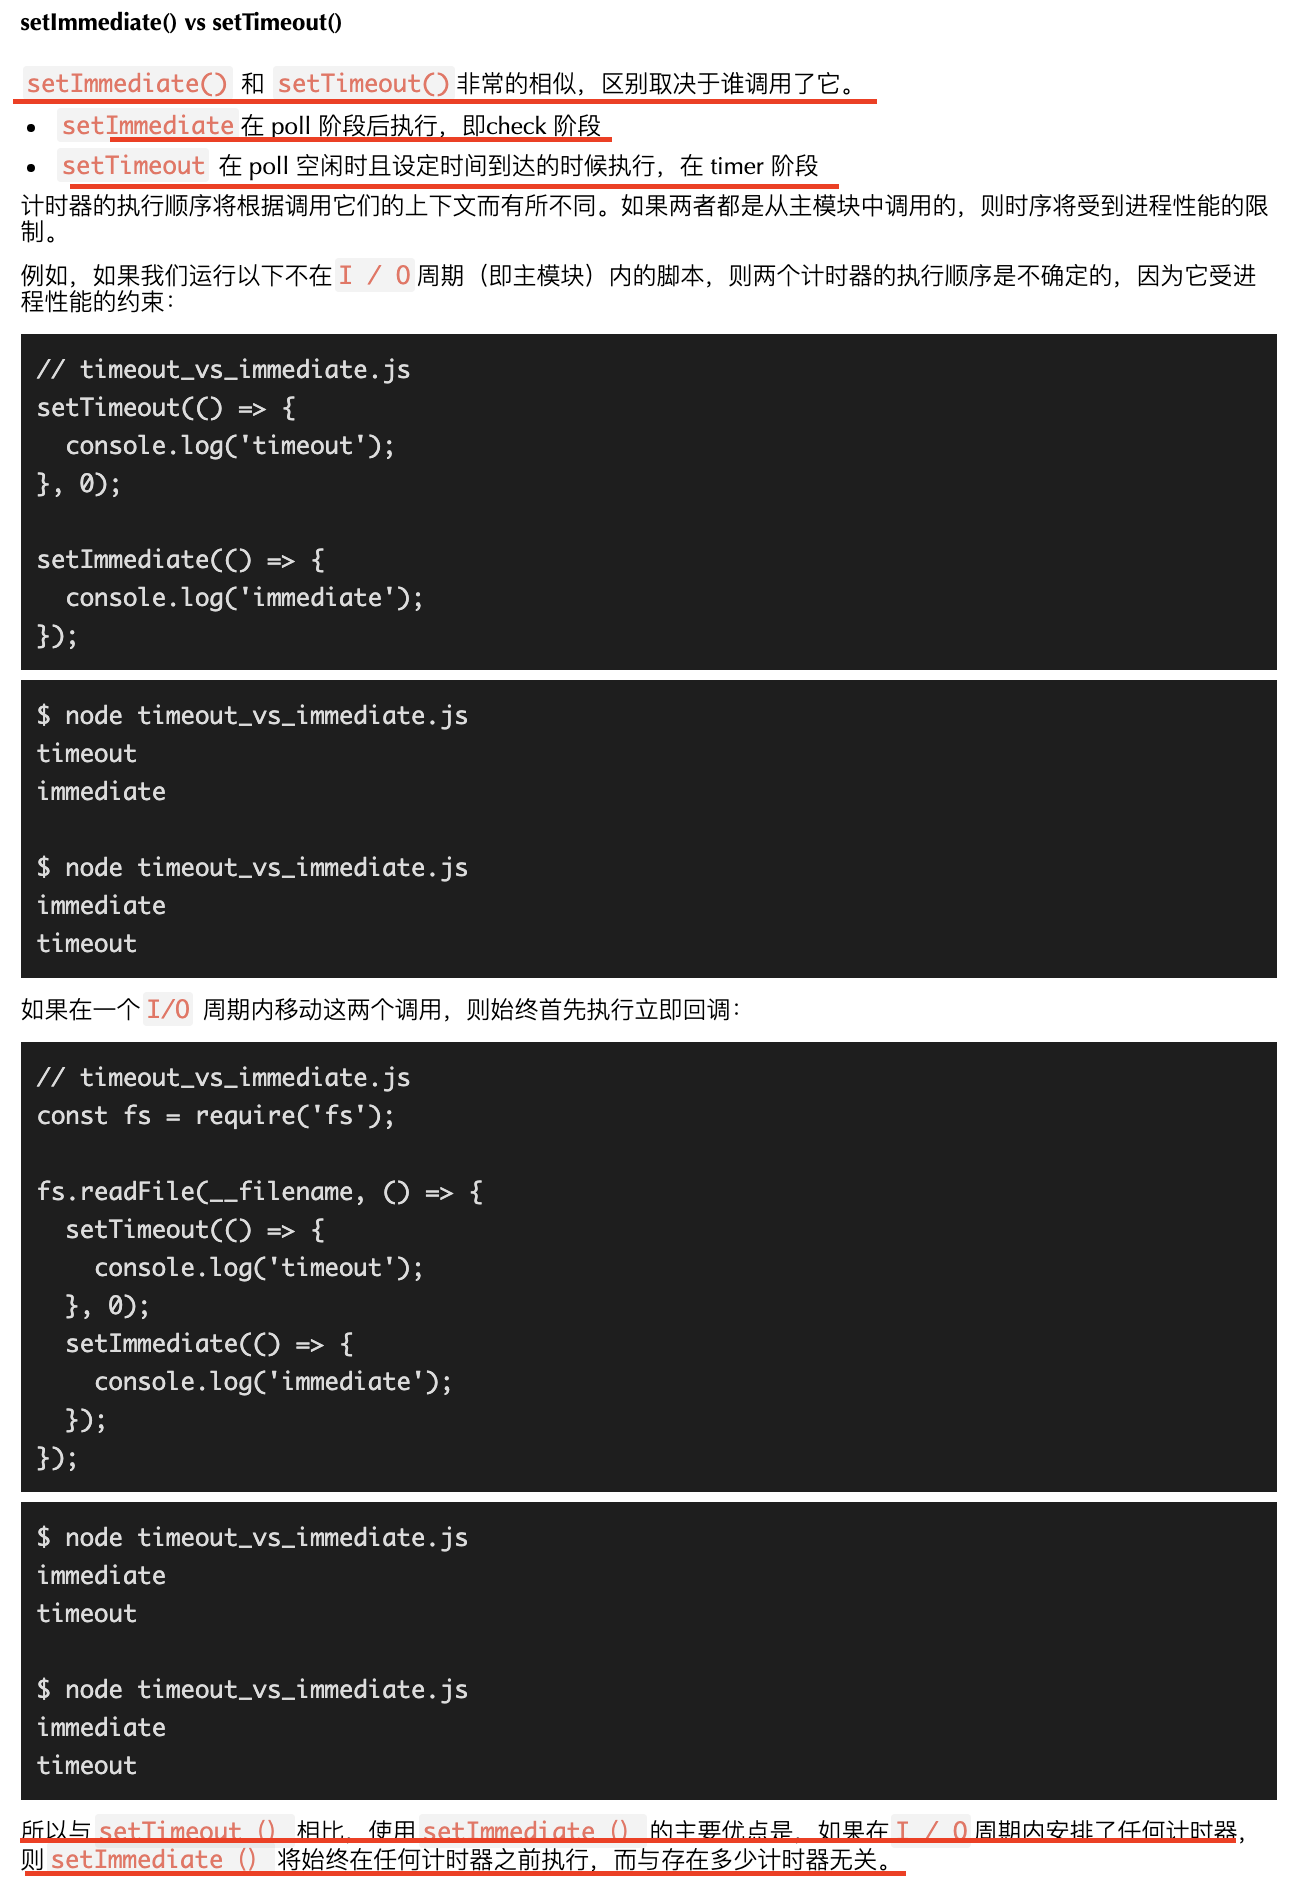 setImmediate() vs setTimeout()
setImmediate() 和 setTimeout()非常的相似，区别取决于谁调用了它。
• setImmediate在 poll 阶段后执行，即check 阶段
• setTimeout 在 poll 空闲时且设定时间到达的时候执行，在 timer 阶段
计时器的执行顺序将根据调用它们的上下文而有所不同。如果两者都是从主模块中调用的，则时序将受到进程性能的限
制。
例如，如果我们运行以下不在 I / O 周期（即主模块）内的脚本，则两个计时器的执行顺序是不确定的，因为它受进
程性能的约束：
// timeout_vs_immediate.js
setTimeout(() => {
  console.log('timeout');
}, 0);

setImmediate(() => {
  console.log('immediate');
});
$ node timeout_vs_immediate.js
timeout
immediate

$ node timeout_vs_immediate.js
immediate
timeout
如果在一个 I/O 周期内移动这两个调用，则始终首先执行立即回调：
// timeout_vs_immediate.js
const fs = require('fs');

fs.readFile(__filename, () => {
  setTimeout(() => {
    console.log('timeout');
  }, 0);
  setImmediate(() => {
    console.log('immediate');
  });
});
$ node timeout_vs_immediate.js
immediate
timeout

$ node timeout_vs_immediate.js
immediate
timeout
所以与 setTimeout（）相比，使用 setImmediate（）的主要优点是，如果在 I / O 周期内安排了任何计时器，
则 setImmediate（）将始终在任何计时器之前执行，而与存在多少计时器无关。